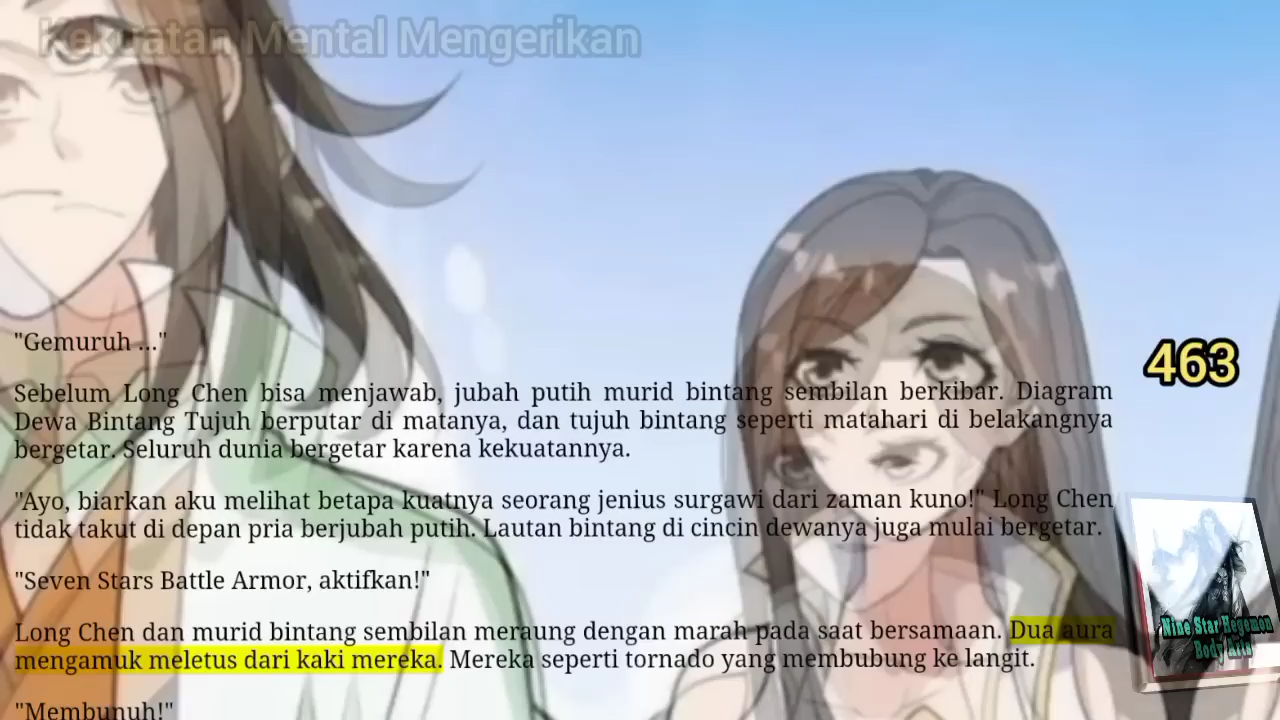 Kekuatan Mental Mengerikan
"Gemuruh ..."
463
Sebelum Long Chen bisa menjawab, jubah putih murid bintang sembilan berkibar. Diagram
Dewa Bintang Tujuh berputar di matanya, dan tujuh bintang seperti matahari di belakangnya
bergetar. Seluruh dunia bergetar karena kekuatannya.
"Ayo, biarkan aku melihat betapa kuatnya seorang jenius surgawi dari zaman kuno!" Long Chen
tidak takut di depan pria berjubah putih. Lautan bintang di cincin dewanya juga mulai bergetar.
"Seven Stars Battle Armor, aktifkan!"
Long Chen dan murid bintang sembilan meraung dengan marah pada saat bersamaan. Dua aura
mengamuk meletus dari kaki mereka. Mereka seperti tornado yang membubung ke langit.
"Membunuh!"
Nine Star Hegemon
Body Arts